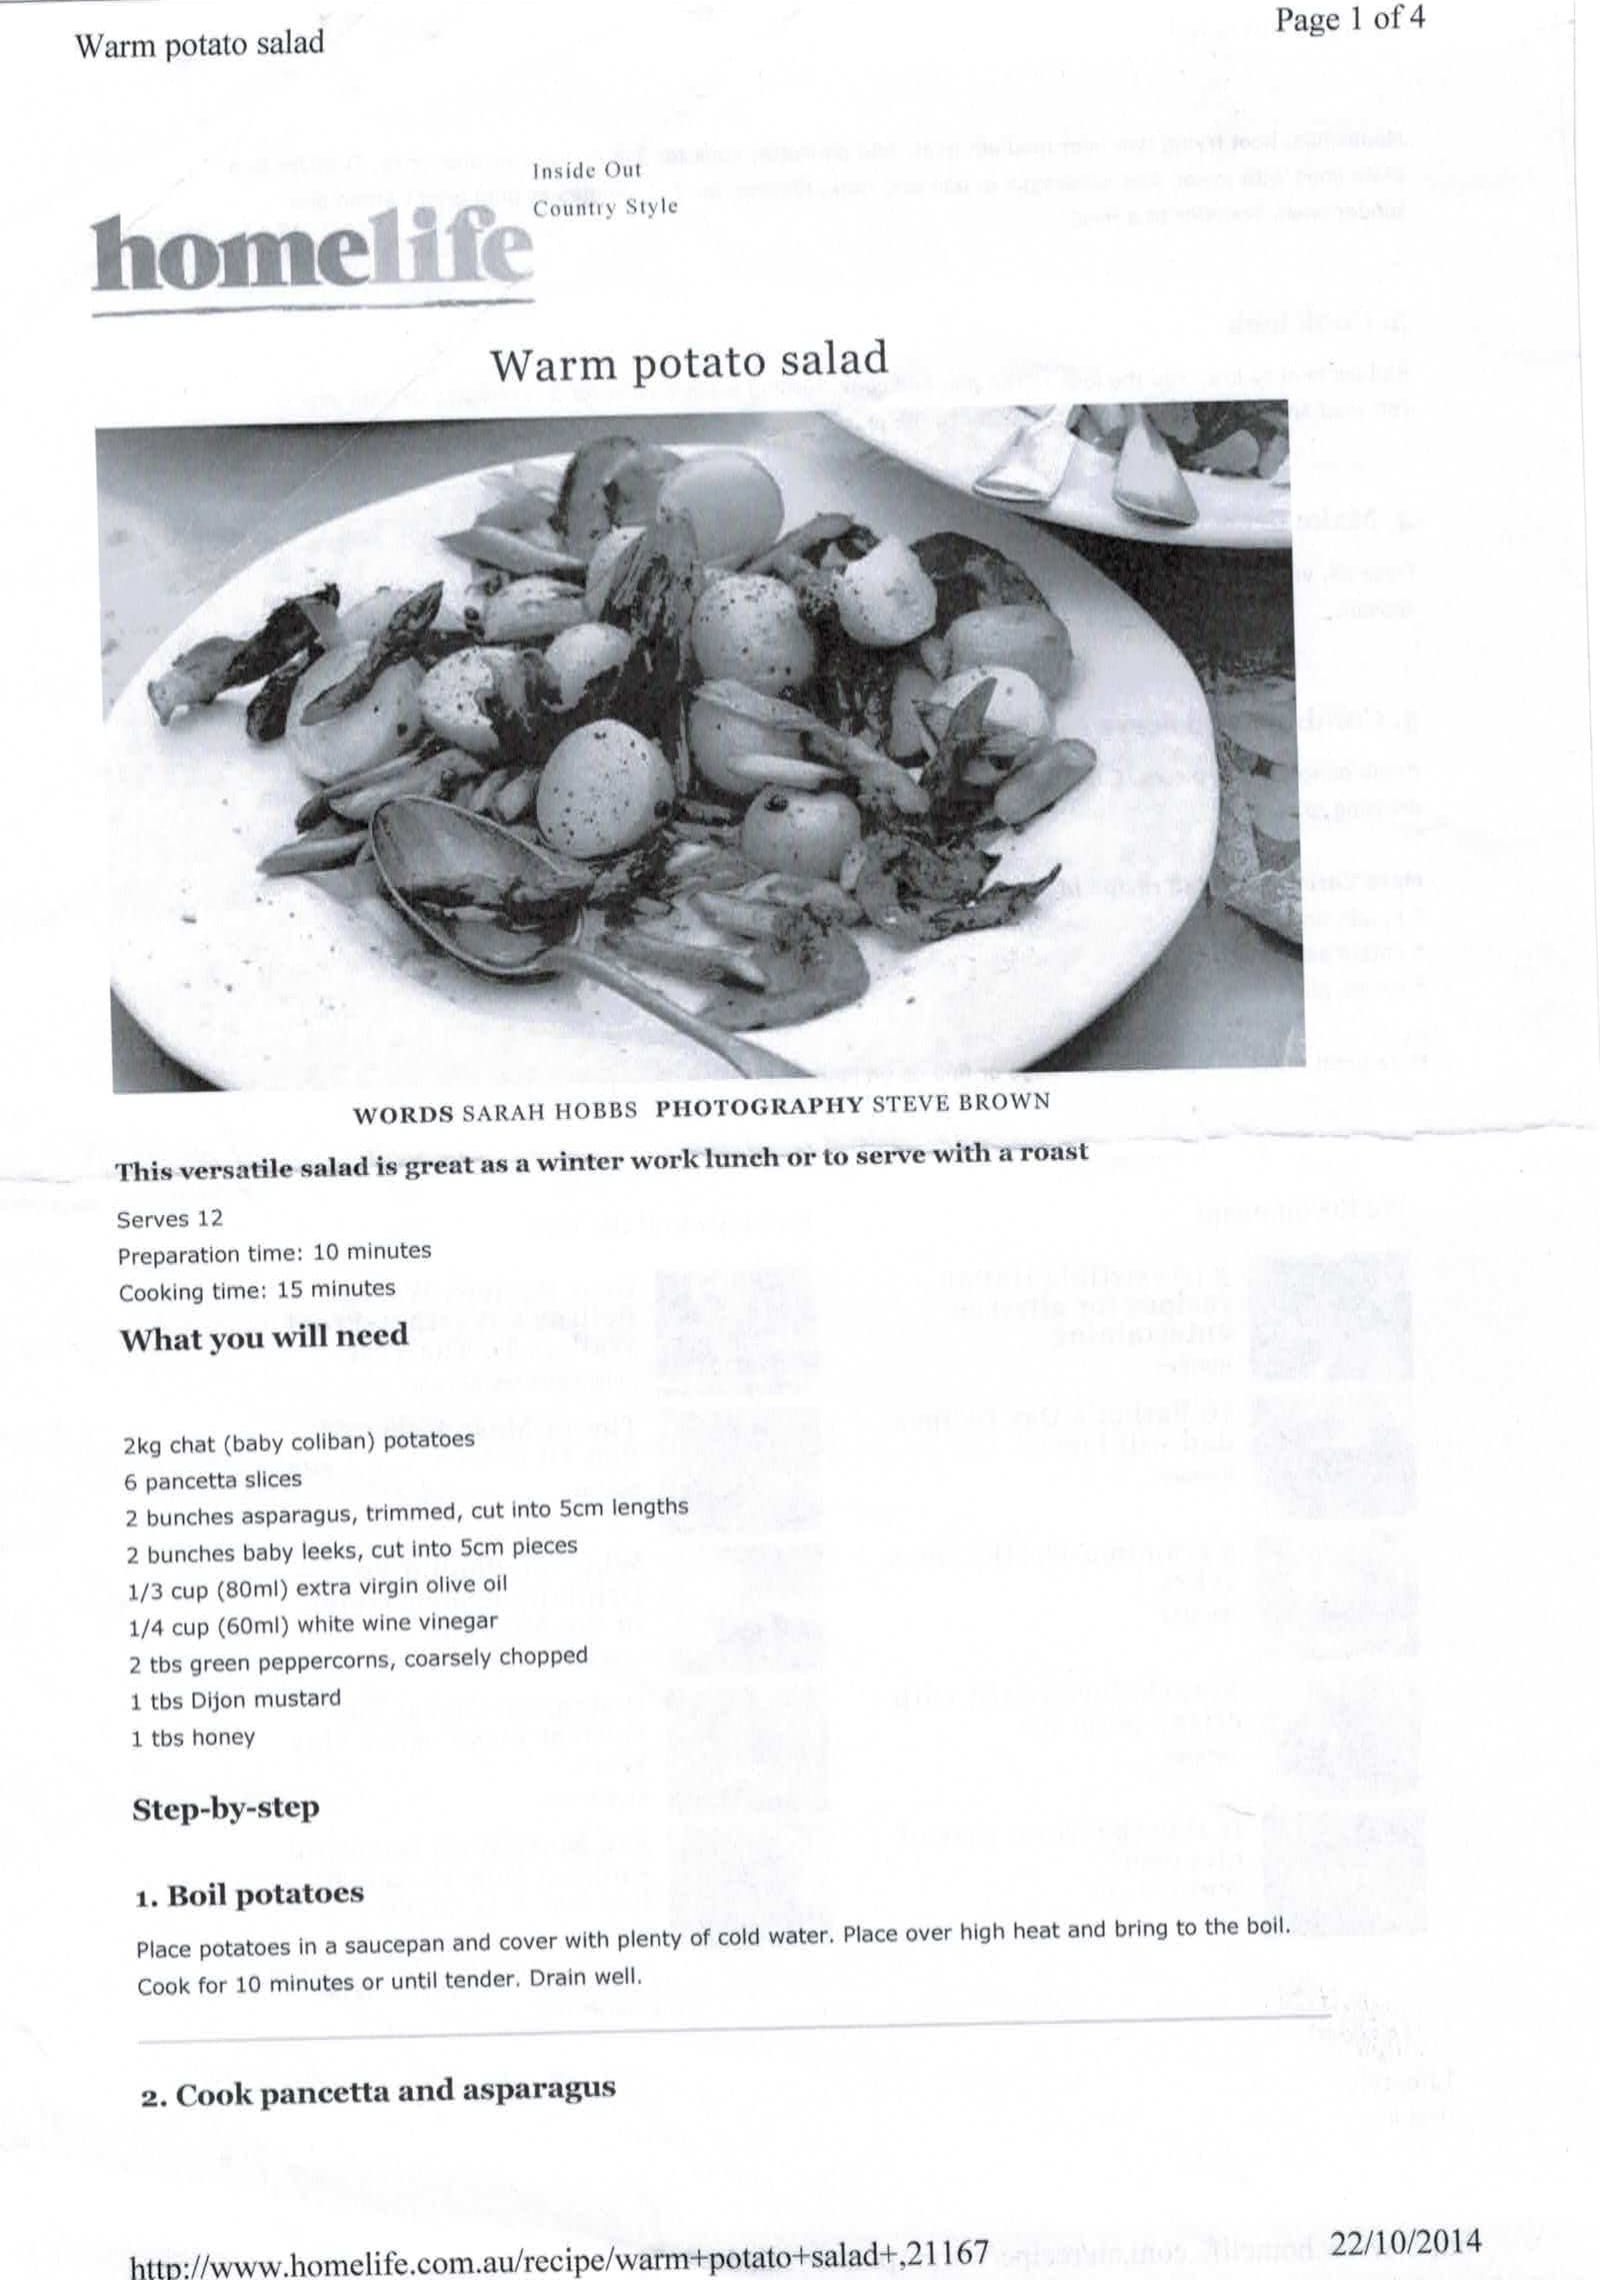 Warm potato salad
Page 1 of 4
Inside Out
Country Style
homelife
Warm potato salad
WORDS SARAH HOBBS PHOTOGRAPHY STEVE BROWN
This versatile salad is great as a winter work lunch or to serve with a roast
Serves 12
Preparation time: 10 minutes
Cooking time: 15 minutes
What you will need
2kg chat (baby coliban) potatoes
6 pancetta slices
2 bunches asparagus, trimmed, cut into 5cm lengths
2 bunches baby leeks, cut into 5cm pieces
1/3 cup (80ml) extra virgin olive oil
1/4 cup (60ml) white wine vinegar
2 tbs green peppercorns, coarsely chopped
1 tbs Dijon mustard
1 tbs honey
Step-by-step
1. Boil potatoes
Place potatoes in a saucepan and cover with plenty of cold water. Place over high heat and bring to the boil.
Cook for 10 minutes or until tender. Drain well.
2. Cook pancetta and asparagus
http://www.homelife.com.au/recipe/warm+potato+salad+,21167
22/10/2014